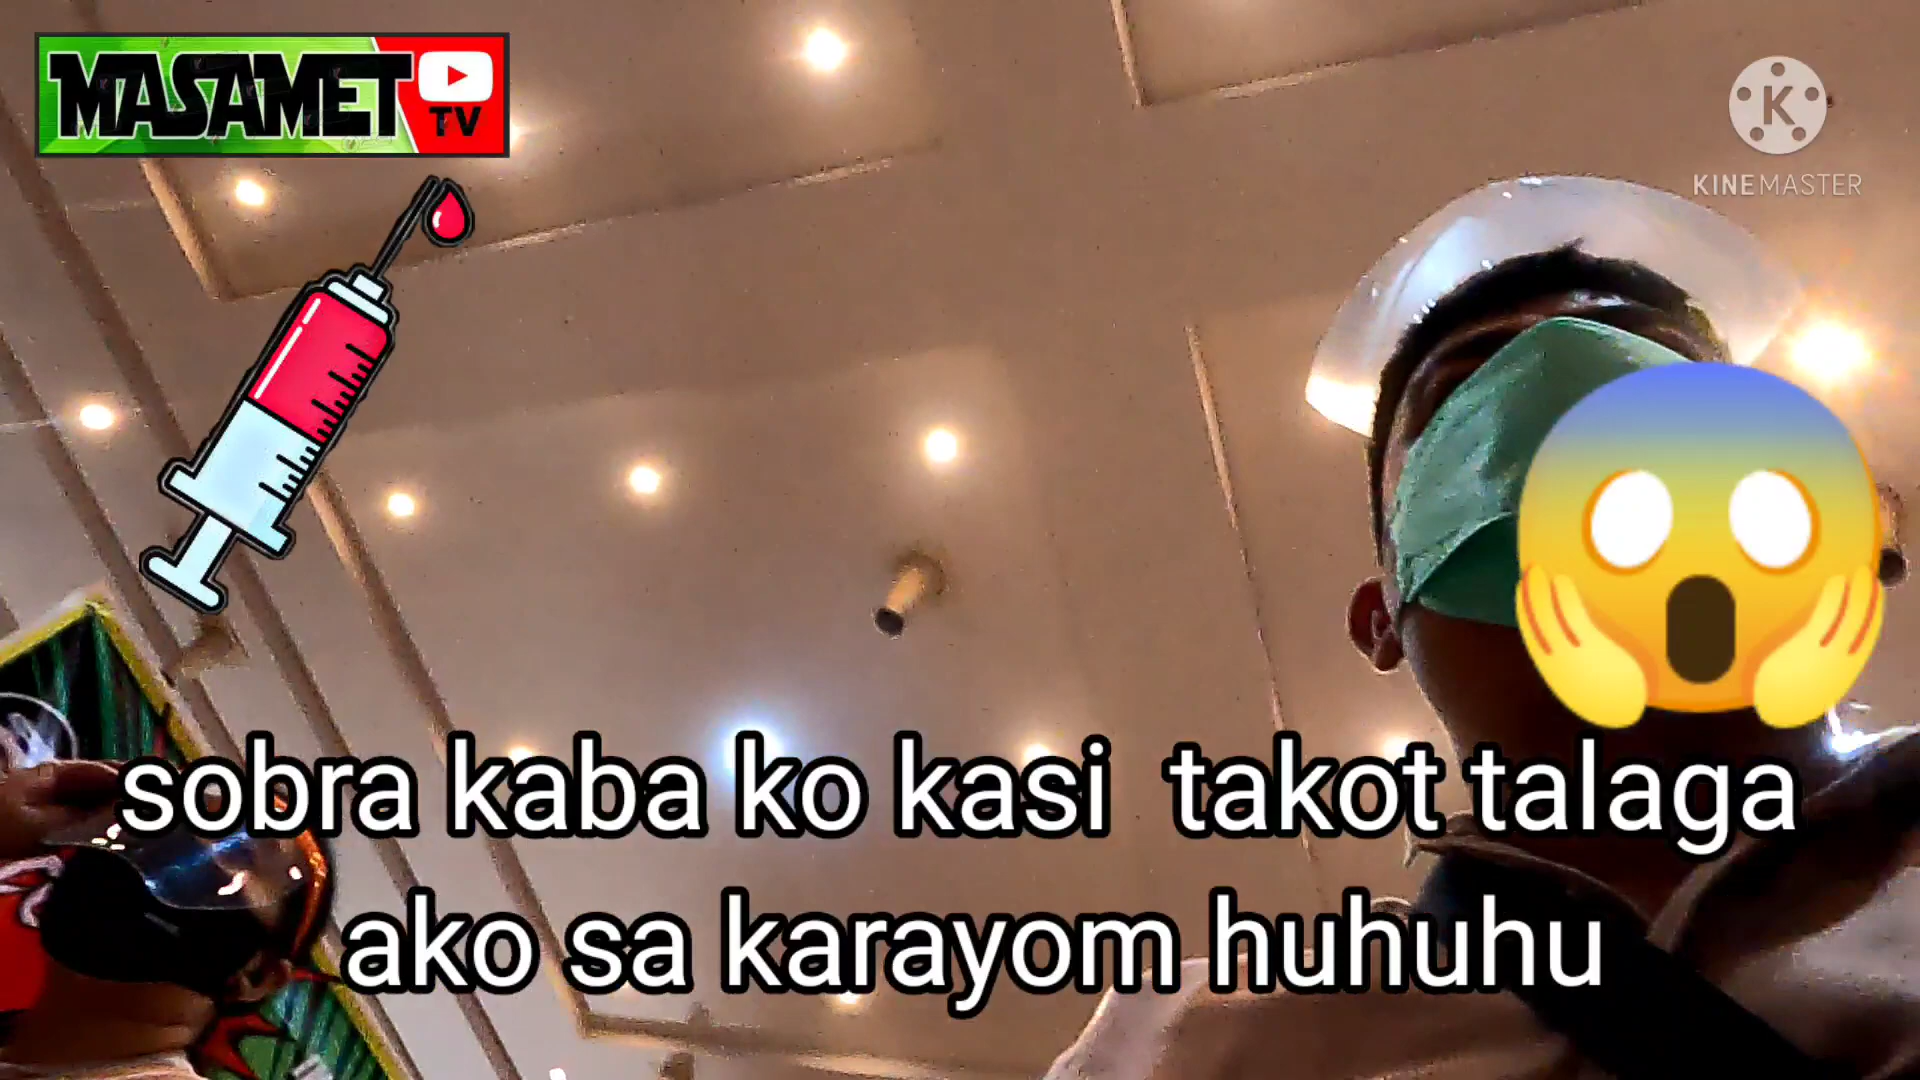 MASAMET
TV
K
KINEMASTER
sobra kaba ko kasi takot talaga
ako sa karayom huhuhu